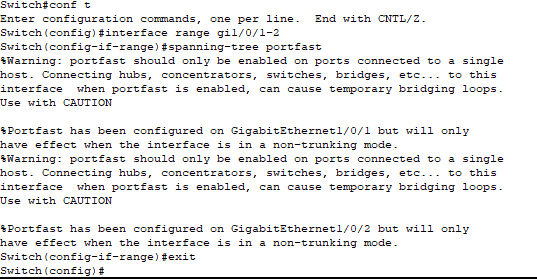 Switch#conf t
Enter configuration commands, one per line.  End with CNTL/Z.
Switch(config)#interface range gi1/0/1-2
Switch(config-if-range)#spanning-tree portfast
%Warning: portfast should only be enabled on ports connected to a single
host. Connecting hubs, concentrators, switches, bridges, etc... to this
interface  when portfast is enabled, can cause temporary bridging loops.
Use with CAUTION
%Portfast has been configured on GigabitEthernet1/0/1 but will only
have effect when the interface is in a non-trunking mode.
%Warning: portfast should only be enabled on ports connected to a single
host. Connecting hubs, concentrators, switches, bridges, etc... to this
interface  when portfast is enabled, can cause temporary bridging loops.
Use with CAUTION
%Portfast has been configured on GigabitEthernet1/0/2 but will only
have effect when the interface is in a non-trunking mode.
Switch(config-if-range)#exit
Switch(config)#